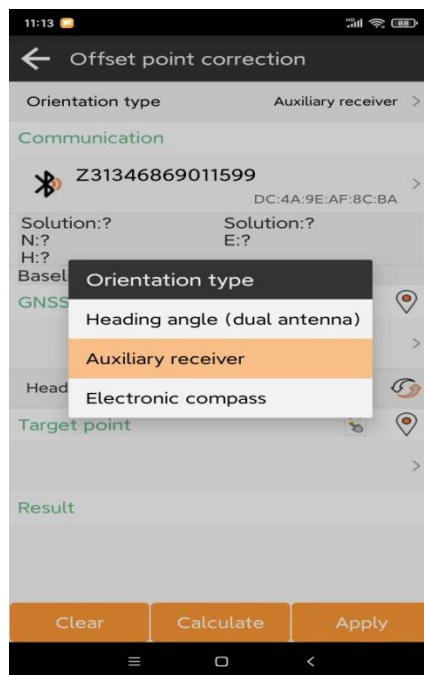 11:13
Offset point correction
Orientation type Auxiliary receiver >
Communication
Z31346869011599
DC:4A:9E:AF:8C:BA
Solution:? Solution:?
N:? E:?
H:?
Basel
Orientation type
GNSS
Heading angle (dual antenna)
Auxiliary receiver
Head
Electronic compass
Target point
Result
Clear Calculate Apply